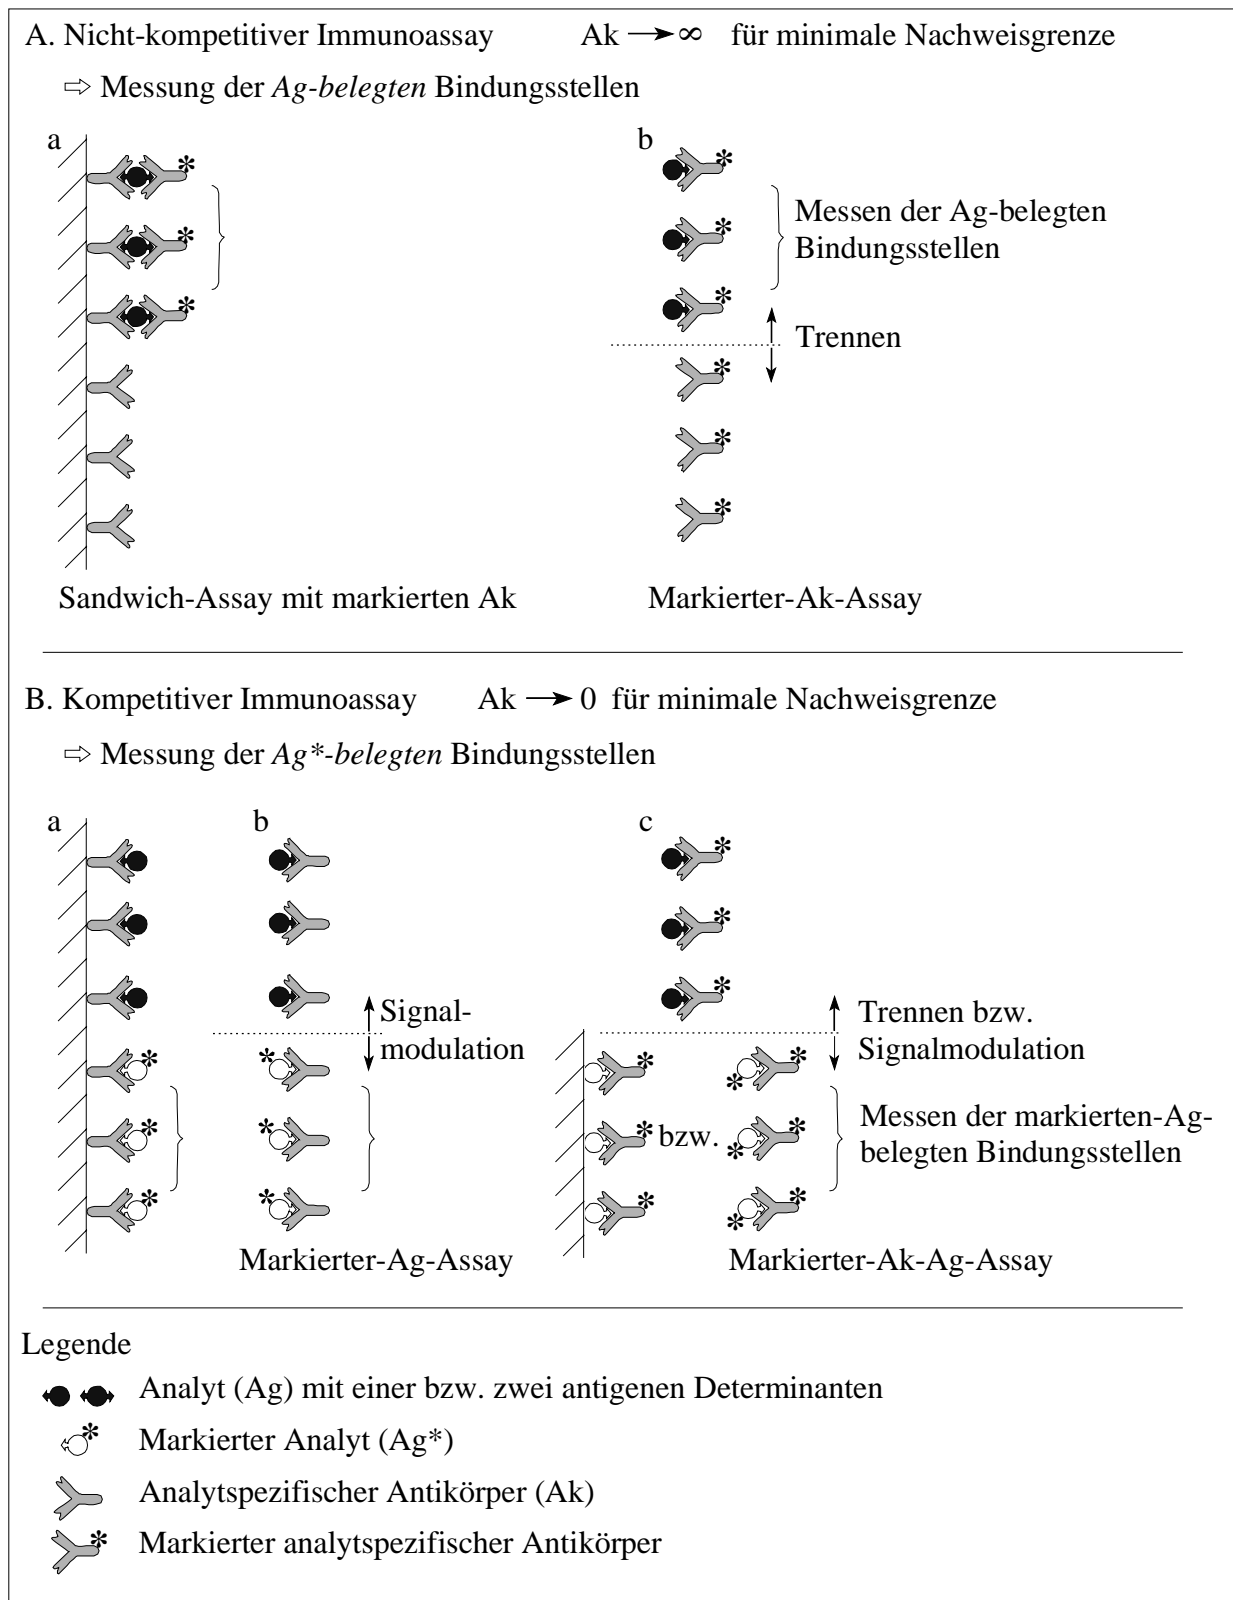 A. Nicht-kompetitiver Immunoassay Ak → ∞ für minimale Nachweisgrenze
⇨ Messung der Ag-belegten Bindungsstellen
a
b
Messen der Ag-belegten
Bindungsstellen
Trennen
Sandwich-Assay mit markierten Ak
Markierter-Ak-Assay
B. Kompetitiver Immunoassay Ak → 0 für minimale Nachweisgrenze
⇨ Messung der Ag*-belegten Bindungsstellen
a
b
c
Signal-
modulation
Trennen bzw.
Signalmodulation
bzw.
Messen der markierten-Ag-
belegten Bindungsstellen
Markierter-Ag-Assay
Markierter-Ak-Ag-Assay
Legende
Analyt (Ag) mit einer bzw. zwei antigenen Determinanten
Markierter Analyt (Ag*)
Analytspezifischer Antikörper (Ak)
Markierter analytspezifischer Antikörper